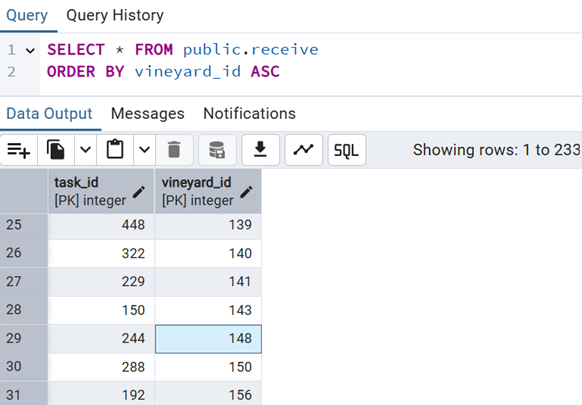 Query Query History
1 SELECT * FROM public.receive
2 ORDER BY vineyard_id ASC
Data Output Messages Notifications
SQL Showing rows: 1 to 233
task_id vineyard_id
[PK] integer [PK] integer
25 448 139
26 322 140
27 229 141
28 150 143
29 244 148
30 288 150
31 192 156